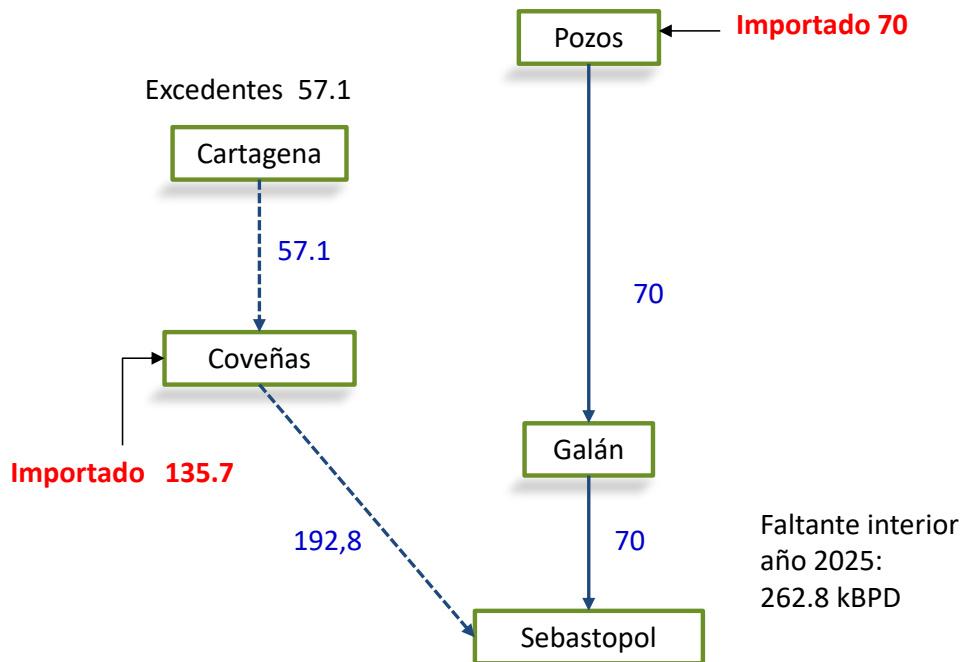 Pozos
Importado 70
Excedentes 57.1
Cartagena
57.1
70
Coveñas
Importado 135.7
Galán
192,8
70
Faltante interior
año 2025:
262.8 kBPD
Sebastopol